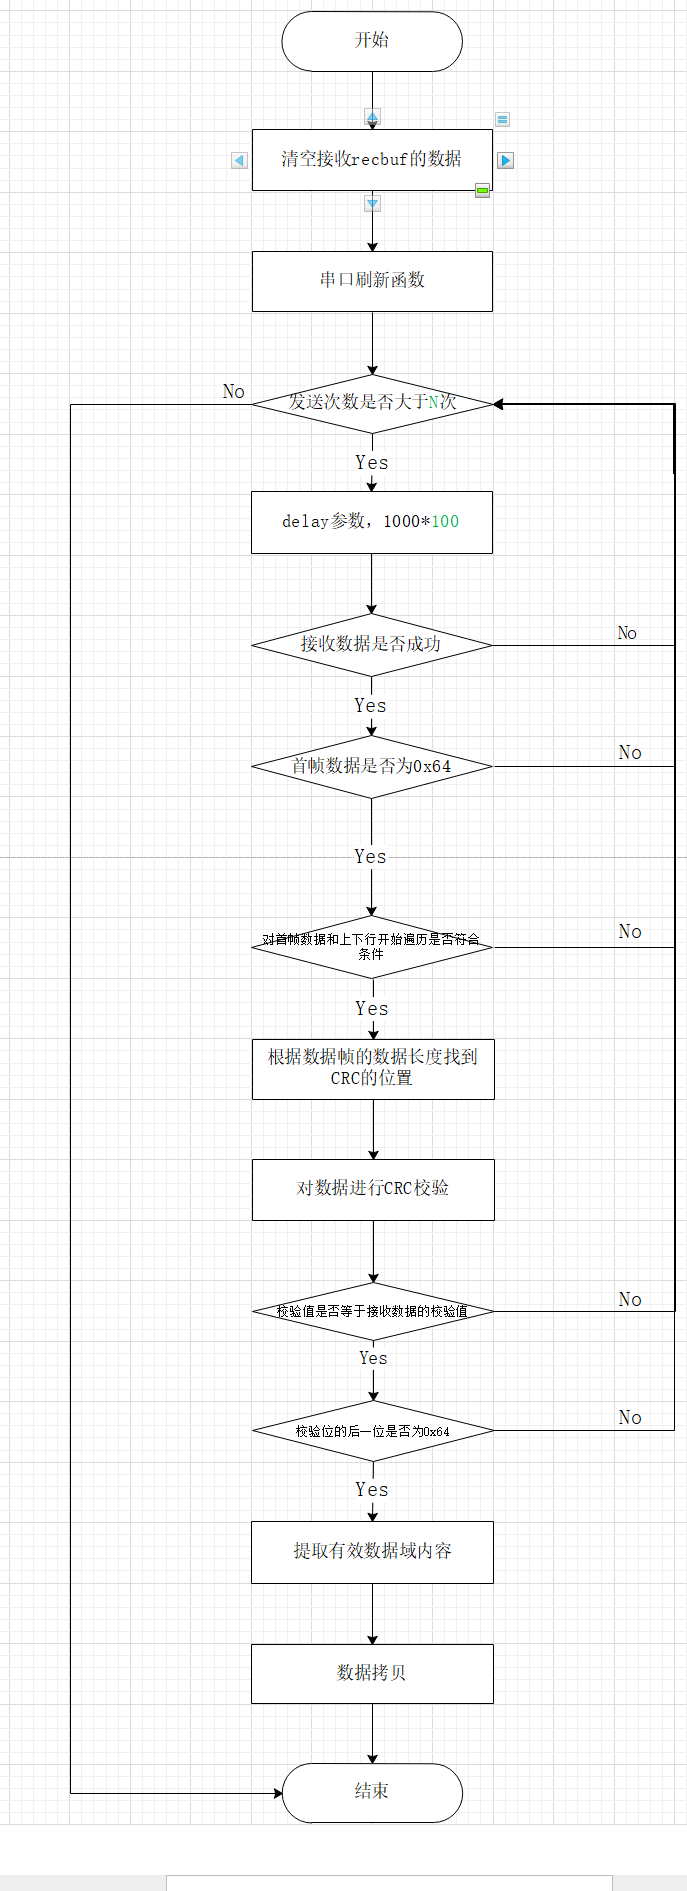 开始
清空接收recbuf的数据
串口刷新函数
No
发送次数是否大于N次
Yes
delay参数，1000*100
接收数据是否成功
No
Yes
首帧数据是否为0x64
No
Yes
对首帧数据和上下行开始遍历是否符合
条件
No
Yes
根据数据帧的数据长度找到
CRC的位置
对数据进行CRC校验
校验值是否等于接收数据的校验值
No
Yes
校验位的后一位是否为0x64
No
Yes
提取有效数据域内容
数据拷贝
结束